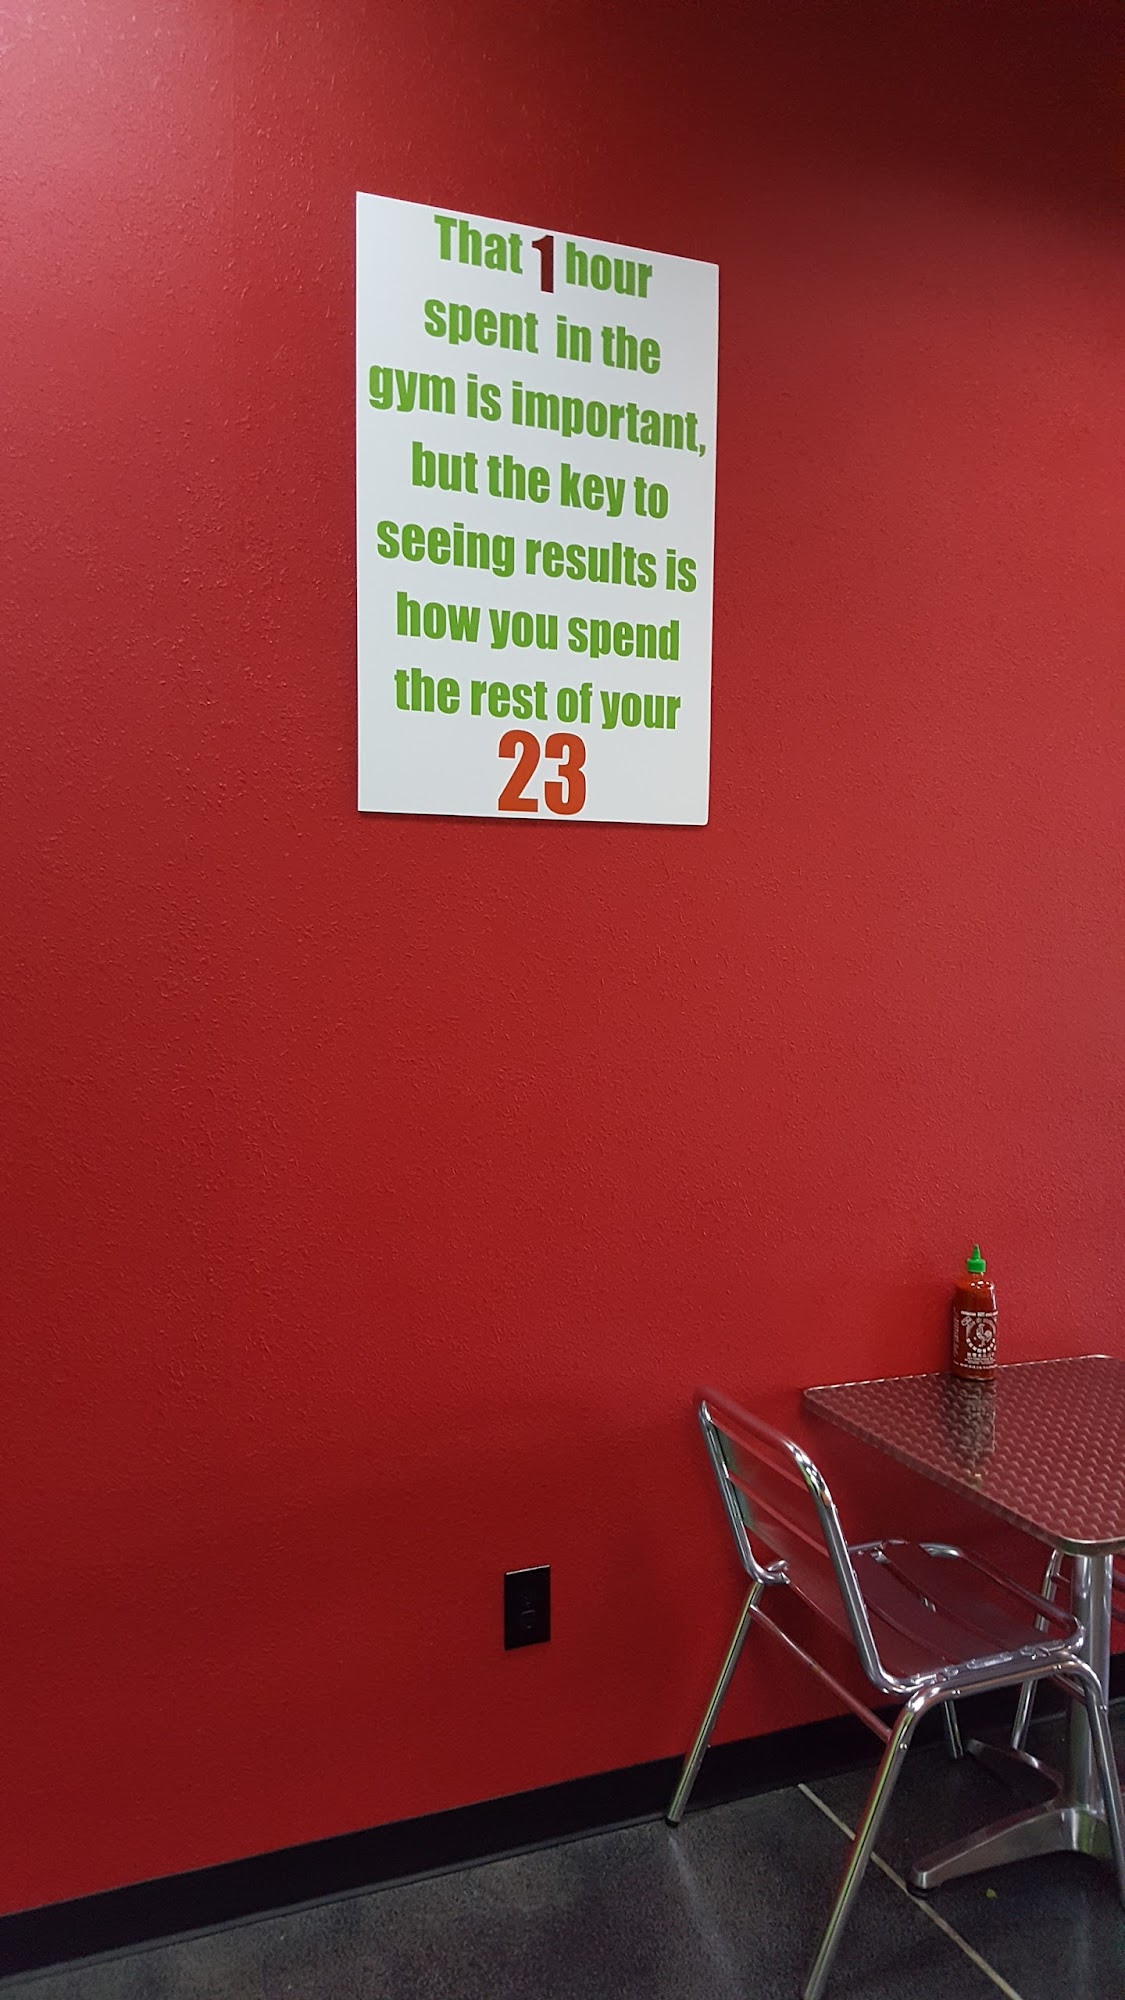 That 1 hour
spent in the
gym is important,
but the key to
seeing results is
how you spend
the rest of your
23